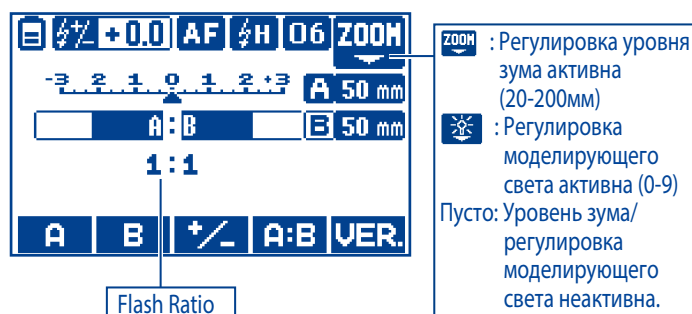 +0.0 AF H 06 ZOOM
-3 . . 2 . . 1 . . 0 . . 1 . . 2 . . +3 A 50 mm
A:B B 50 mm
1:1
A B +/- A:B VER.
Flash Ratio
ZOOM : Регулировка уровня
зума активна
(20-200мм)
: Регулировка
моделирующего
света активна (0-9)
Пусто: Уровень зума/
регулировка
моделирующего
света неактивна.